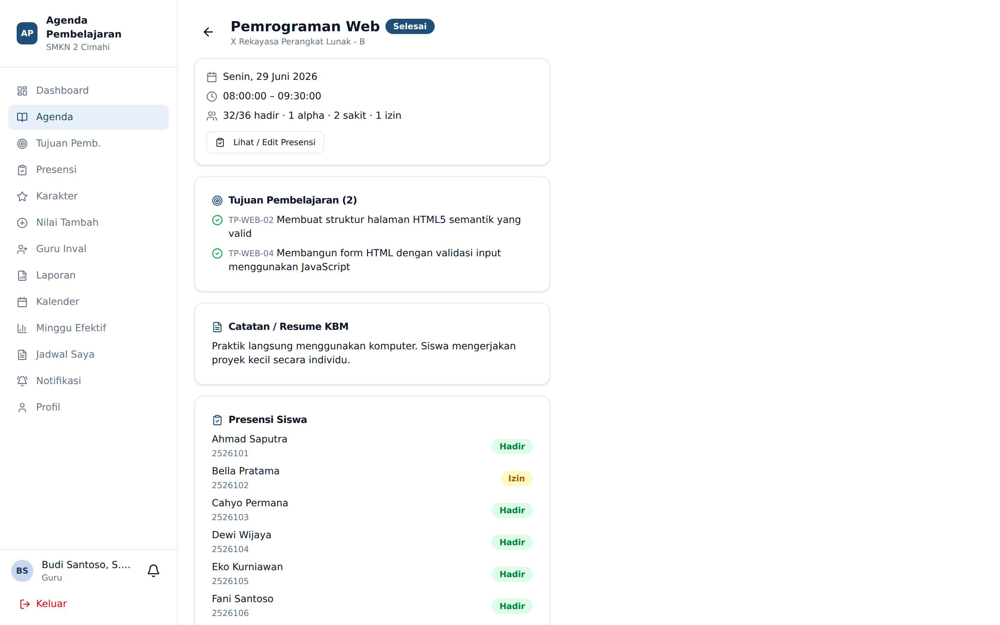 AP
Agenda
Pembelajaran
SMKN 2 Cimahi
Dashboard
Agenda
Tujuan Pemb.
Presensi
Karakter
Nilai Tambah
Guru Inval
Laporan
Kalender
Minggu Efektif
Jadwal Saya
Notifikasi
Profil
BS
Budi Santoso, S....
Guru
Keluar
Pemrograman Web
Selesai
X Rekayasa Perangkat Lunak - B
Senin, 29 Juni 2026
08:00:00 – 09:30:00
32/36 hadir · 1 alpha · 2 sakit · 1 izin
Lihat / Edit Presensi
Tujuan Pembelajaran (2)
TP-WEB-02 Membuat struktur halaman HTML5 semantik yang
valid
TP-WEB-04 Membangun form HTML dengan validasi input
menggunakan JavaScript
Catatan / Resume KBM
Praktik langsung menggunakan komputer. Siswa mengerjakan
proyek kecil secara individu.
Presensi Siswa
Ahmad Saputra
2526101
Hadir
Bella Pratama
2526102
Izin
Cahyo Permana
2526103
Hadir
Dewi Wijaya
2526104
Hadir
Eko Kurniawan
2526105
Hadir
Fani Santoso
2526106
Hadir